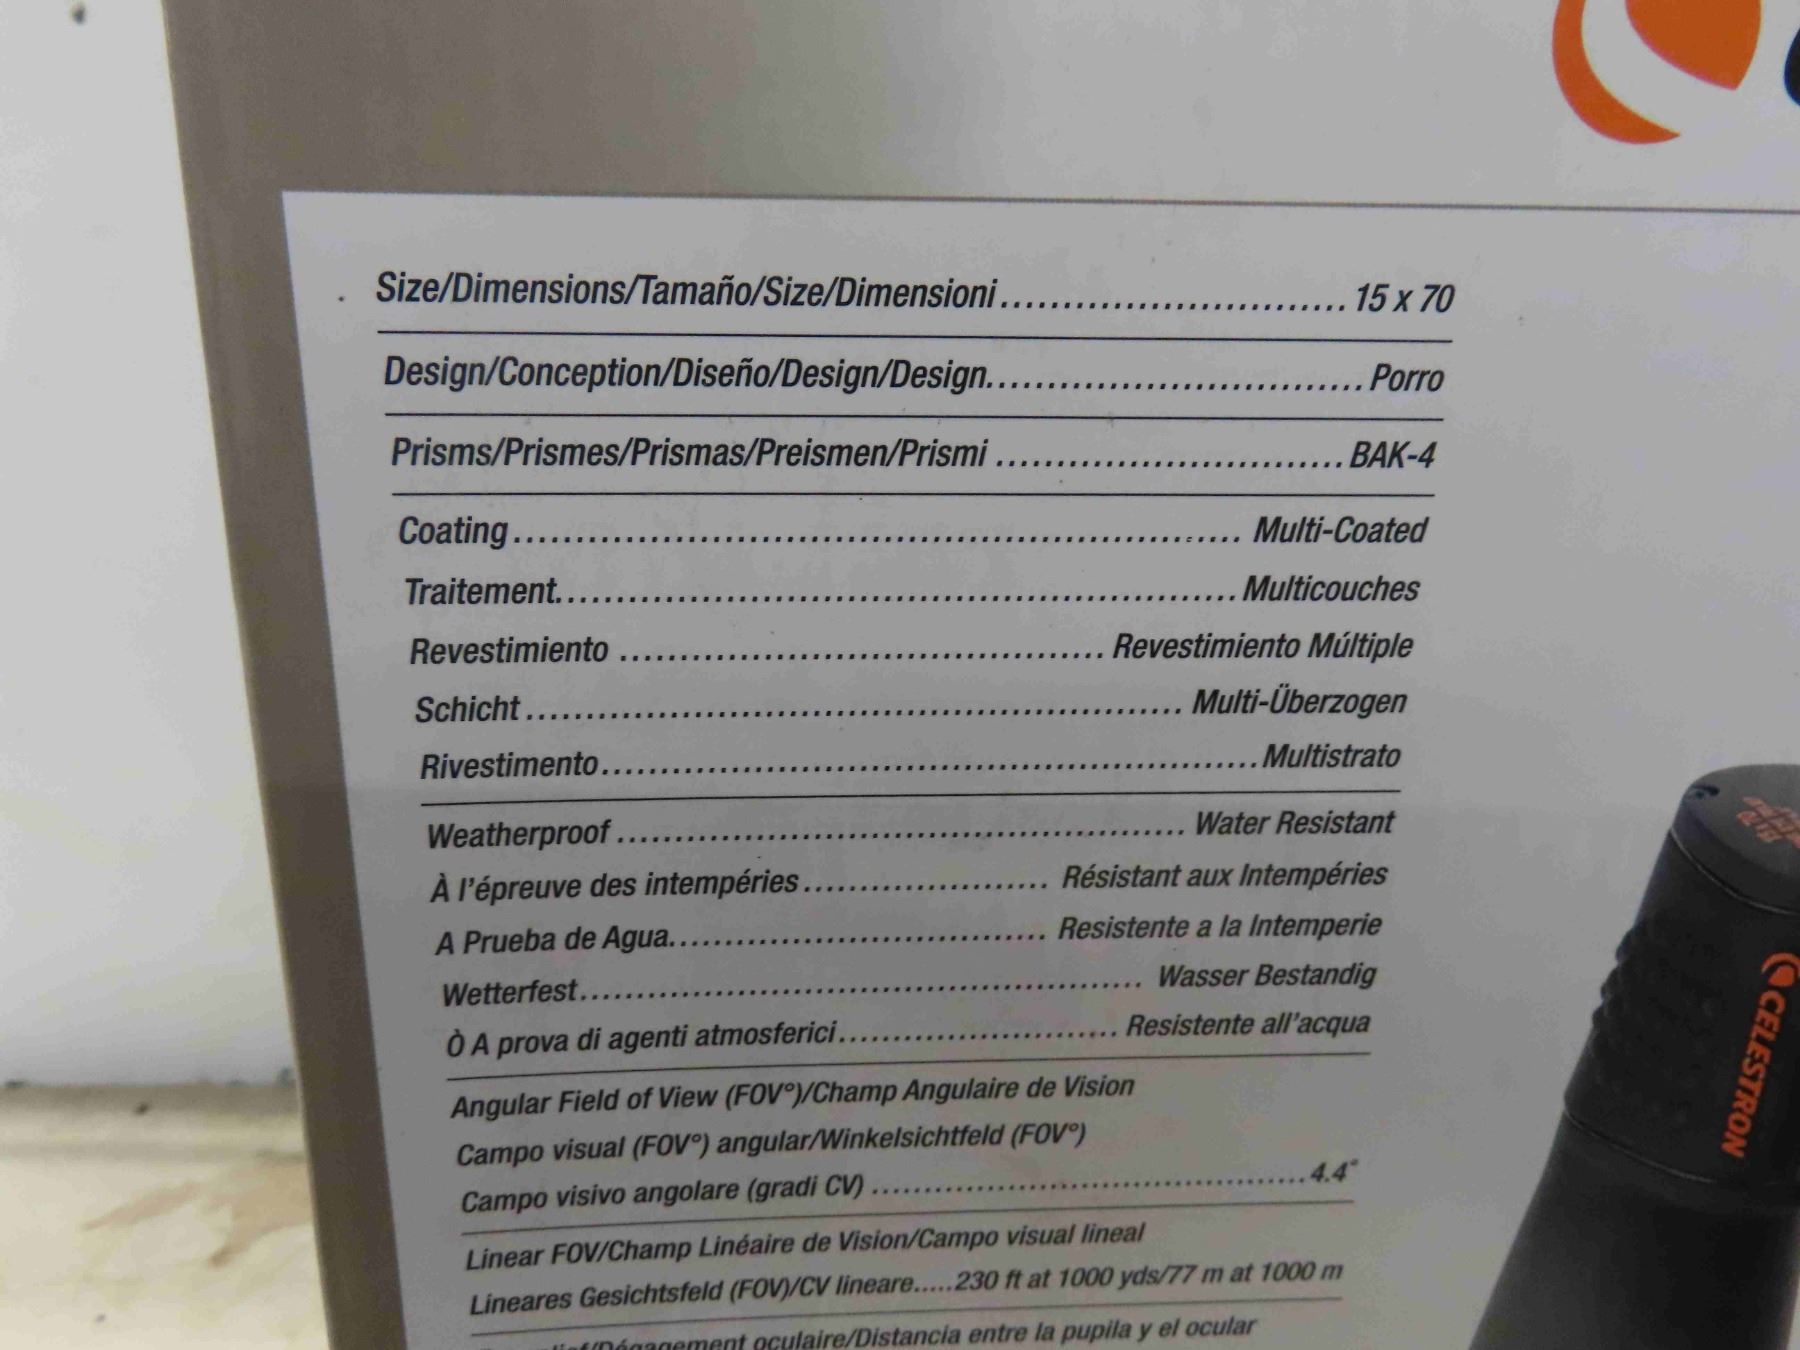 Size/Dimensions/Tamaño/Size/Dimensioni........................... 15 x 70
Design/Conception/Diseño/Design/Design.............................. Porro
Prisms/Prismes/Prismas/Preismen/Prismi ............................ BAK-4
Coating........................................................... Multi-Coated
Traitement...................................................... Multicouches
Revestimiento ....................................... Revestimiento Múltiple
Schicht ..................................................... Multi-Überzogen
Rivestimento..................................................... Multistrato
Weatherproof .............................................. Water Resistant
À l'épreuve des intempéries.................... Résistant aux Intempéries
A Prueba de Agua............................... Resistente a la Intemperie
Wetterfest.............................................. Wasser Bestandig
Ò A prova di agenti atmosferici....................... Resistente all'acqua
Angular Field of View (FOV°)/Champ Angulaire de Vision
Campo visual (FOV°) angular/Winkelsichtfeld (FOV°)
Campo visivo angolare (gradi CV) ..................................... 4.4°
Linear FOV/Champ Linéaire de Vision/Campo visual lineal
Lineares Gesichtsfeld (FOV)/CV lineare.....230 ft at 1000 yds/77 m at 1000 m
oculaire/Distancia entre la pupila y el ocular
CELESTRON